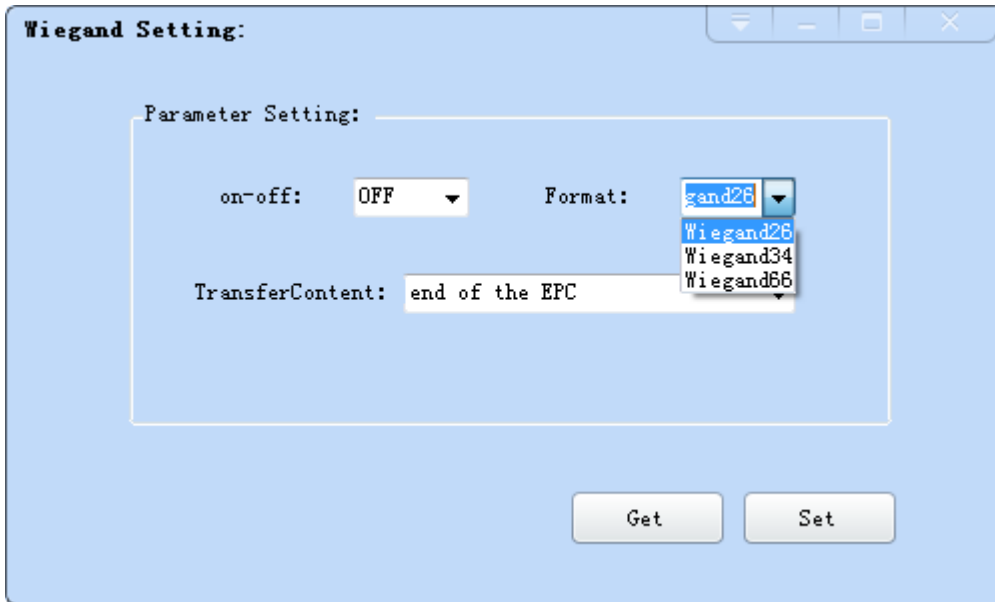 Wiegand Setting:
Parameter Setting:
on-off: OFF Format: gand26
Wiegand26
Wiegand34
Wiegand66
TransferContent: end of the EPC
Get Set